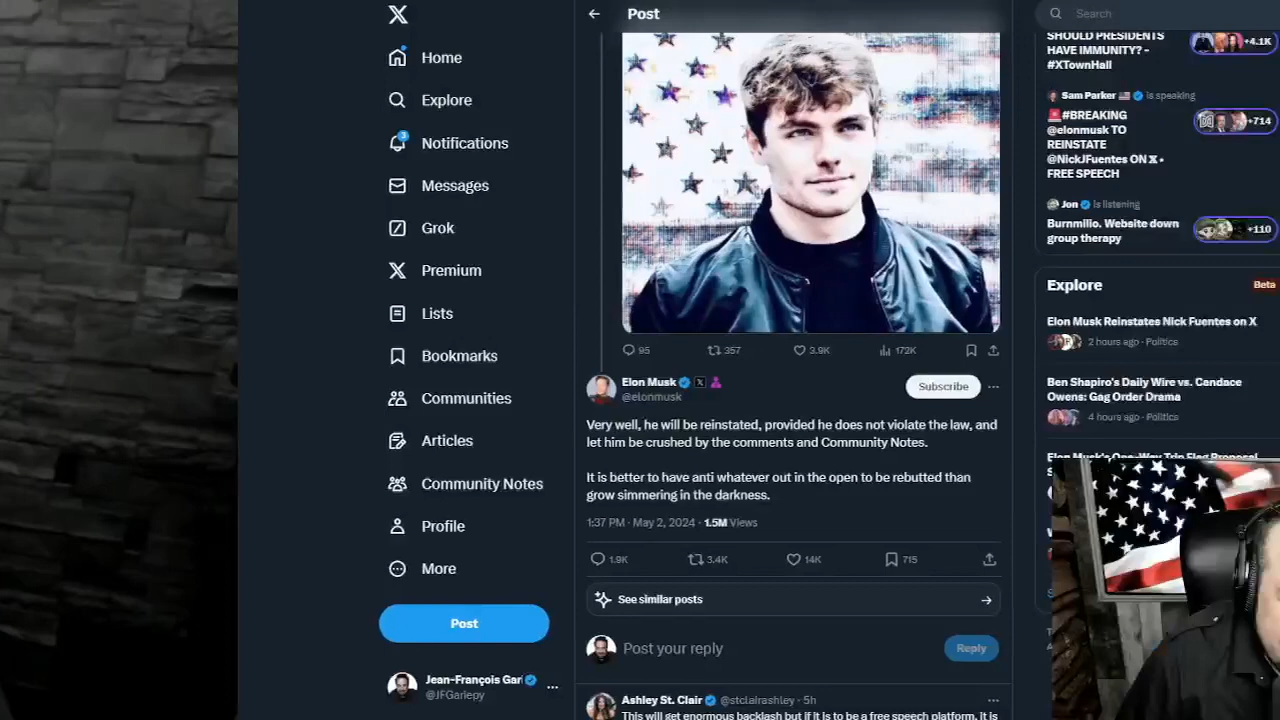 Home
Explore
3
Notifications
Messages
Grok
Premium
Lists
Bookmarks
Communities
Articles
Community Notes
Profile
More
Post
Jean-François Gari
@JFGariepy
Post
95
357
3.9K
172K
Elon Musk
@elonmusk
Subscribe
Very well, he will be reinstated, provided he does not violate the law, and
let him be crushed by the comments and Community Notes.
It is better to have anti whatever out in the open to be rebutted than
grow simmering in the darkness.
1:37 PM · May 2, 2024 · 1.5M Views
1.9K
3.4K
14K
715
See similar posts
Post your reply
Reply
Ashley St. Clair @stclairashley · 5h
This will get enormous backlash but if it is to be a free speech platform, it is
Search
SHOULD PRESIDENTS
HAVE IMMUNITY? -
#XTownHall
+4.1K
Sam Parker is speaking
#BREAKING
@elonmusk TO
REINSTATE
@NickJFuentes ON X •
FREE SPEECH
+714
Jon is listening
Burnmillo. Website down
group therapy
+110
Explore
Beta
Elon Musk Reinstates Nick Fuentes on X
2 hours ago · Politics
Ben Shapiro's Daily Wire vs. Candace
Owens: Gag Order Drama
4 hours ago · Politics
Elon Musk's One-Way Trip Flag Proposal